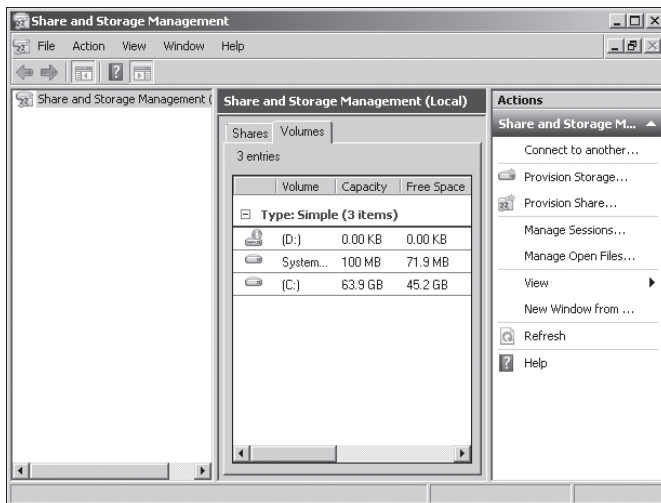 Share and Storage Management
File Action View Window Help
Share and Storage Management (
Share and Storage Management (Local)
Shares Volumes
3 entries
Volume Capacity Free Space
Type: Simple (3 items)
(D:) 0.00 KB 0.00 KB
System... 100 MB 71.9 MB
(C:) 63.9 GB 45.2 GB
Actions
Share and Storage M...
Connect to another...
Provision Storage...
Provision Share...
Manage Sessions...
Manage Open Files...
View
New Window from ...
Refresh
Help